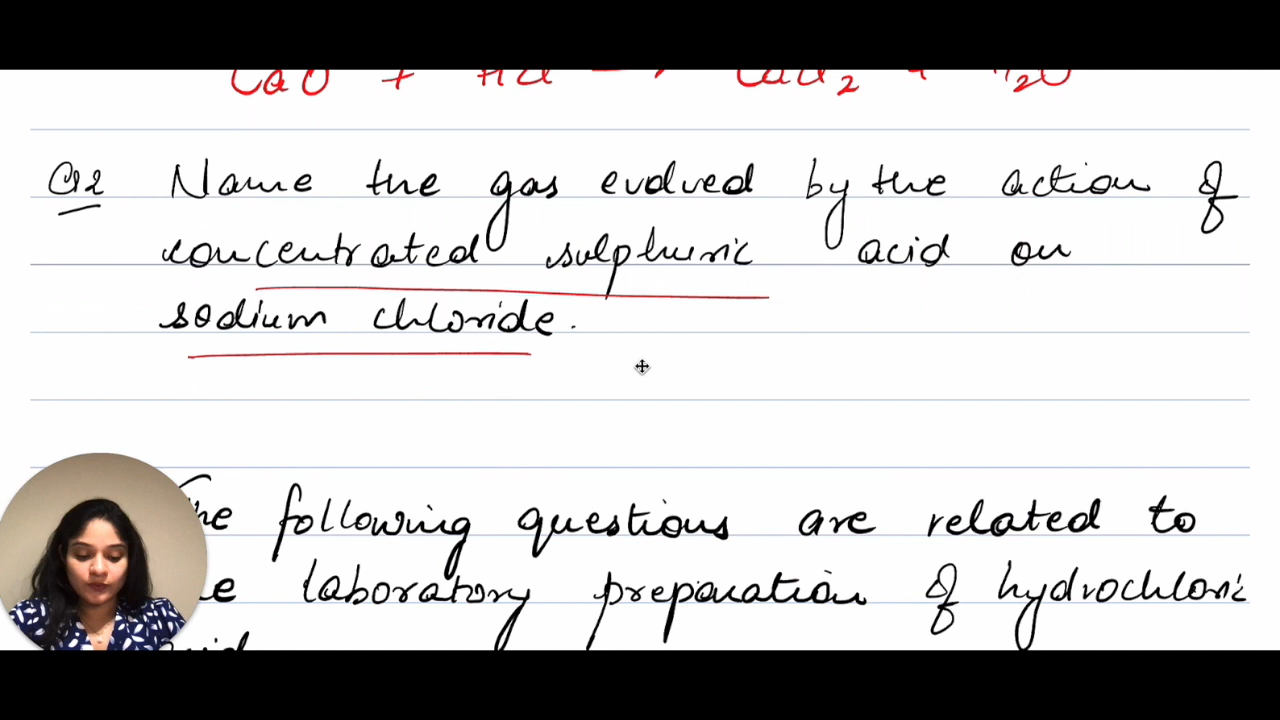 CaO + HCl → CaCl2 + H2O
Q2 Name the gas evolved by the action of
concentrated sulphuric acid on
sodium chloride.
The following questions are related to
laboratory preparation of hydrochloric